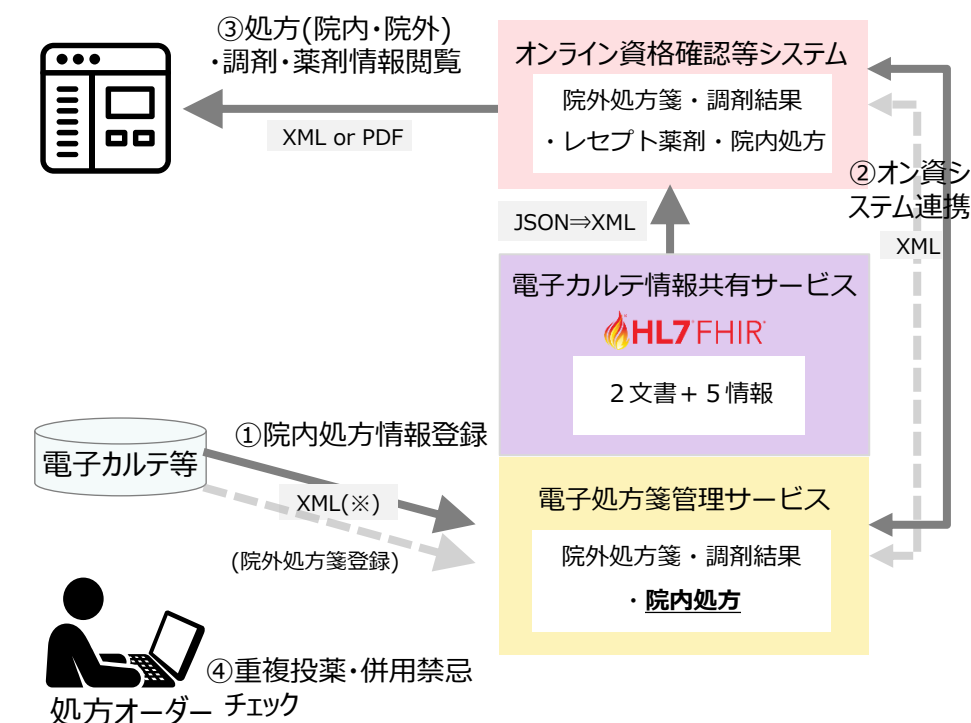 ③処方(院内・院外)
・調剤・薬剤情報閲覧
XML or PDF
オンライン資格確認等システム
院外処方箋・調剤結果
・レセプト薬剤・院内処方
②オン資シ
ステム連携
XML
JSON⇒XML
電子カルテ情報共有サービス
HL7 FHIR
２文書+５情報
①院内処方情報登録
電子カルテ等
XML(※)
(院外処方箋登録)
電子処方箋管理サービス
院外処方箋・調剤結果
・院内処方
④重複投薬・併用禁忌
チェック
処方オーダー